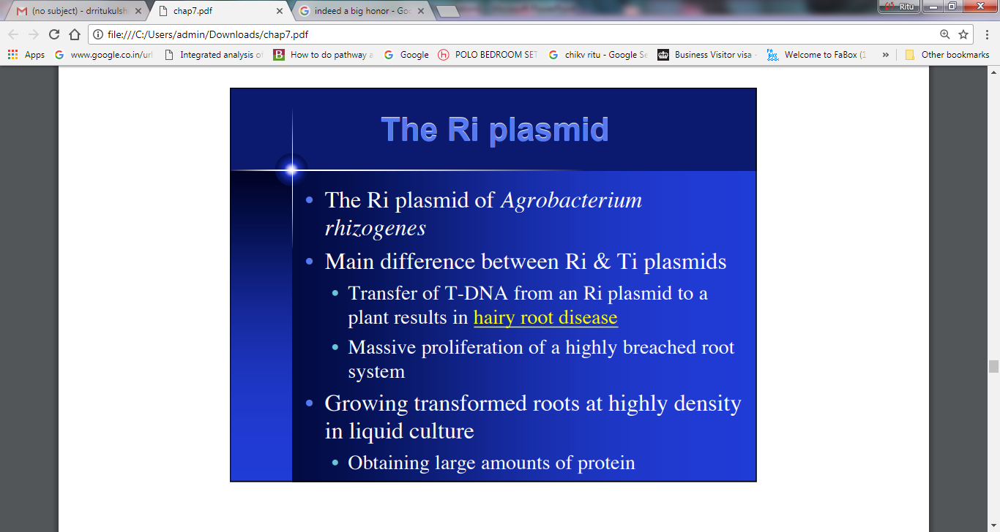 (no subject) - drritukulsh
chap7.pdf
indeed a big honor - Goo
Ritu
file:///C:/Users/admin/Downloads/chap7.pdf
Apps
www.google.co.in/url
Integrated analysis of
How to do pathway a
Google
POLO BEDROOM SET
chikv ritu - Google Se
Business Visitor visa -
Welcome to FaBox (1
»
Other bookmarks
The Ri plasmid
• The Ri plasmid of Agrobacterium
rhizogenes
• Main difference between Ri & Ti plasmids
• Transfer of T-DNA from an Ri plasmid to a
plant results in hairy root disease
• Massive proliferation of a highly breached root
system
• Growing transformed roots at highly density
in liquid culture
• Obtaining large amounts of protein